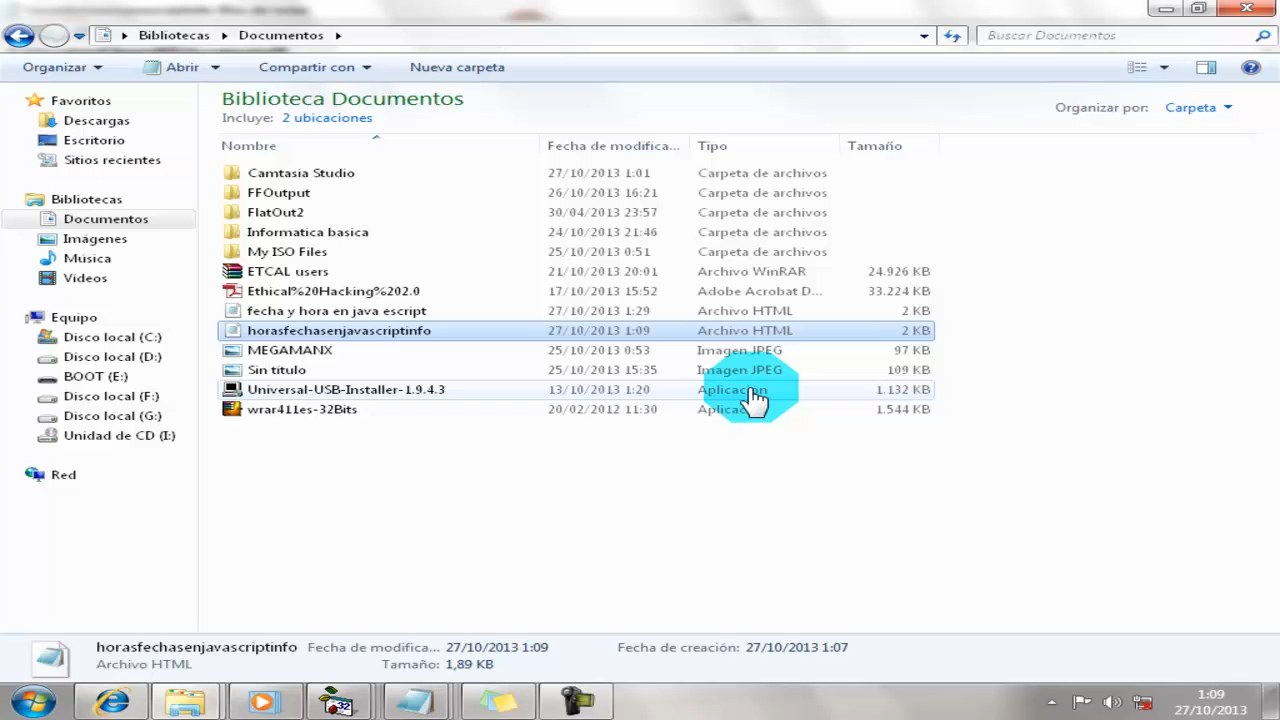 Bibliotecas Documentos Buscar Documentos
Organizar Abrir Compartir con Nueva carpeta
Favoritos
Descargas
Escritorio
Sitios recientes
Bibliotecas
Documentos
Imágenes
Música
Videos
Equipo
Disco local (C:)
Disco local (D:)
BOOT (E:)
Disco local (F:)
Disco local (G:)
Unidad de CD (I:)
Red
Biblioteca Documentos
Incluye: 2 ubicaciones
Organizar por: Carpeta
Nombre Fecha de modifica... Tipo Tamaño
Camtasia Studio 27/10/2013 1:01 Carpeta de archivos
FFOutput 26/10/2013 16:21 Carpeta de archivos
FlatOut2 30/04/2013 23:57 Carpeta de archivos
Informatica basica 24/10/2013 21:46 Carpeta de archivos
My ISO Files 25/10/2013 0:51 Carpeta de archivos
ETCAL users 21/10/2013 20:01 Archivo WinRAR 24.926 KB
Ethical%20Hacking%202.0 17/10/2013 15:52 Adobe Acrobat D... 33.224 KB
fecha y hora en java escript 27/10/2013 1:29 Archivo HTML 2 KB
horasfechasenjavascriptinfo 27/10/2013 1:09 Archivo HTML 2 KB
MEGAMANX 25/10/2013 0:53 Imagen JPEG 97 KB
Sin título 25/10/2013 15:35 Imagen JPEG 109 KB
Universal-USB-Installer-1.9.4.3 13/10/2013 1:20 Aplicación 1.132 KB
wrar411es-32Bits 20/02/2012 11:30 1.544 KB
horasfechasenjavascriptinfo Fecha de modifica... 27/10/2013 1:09 Fecha de creación: 27/10/2013 1:07
Archivo HTML Tamaño: 1,89 KB
32
1:09
27/10/2013